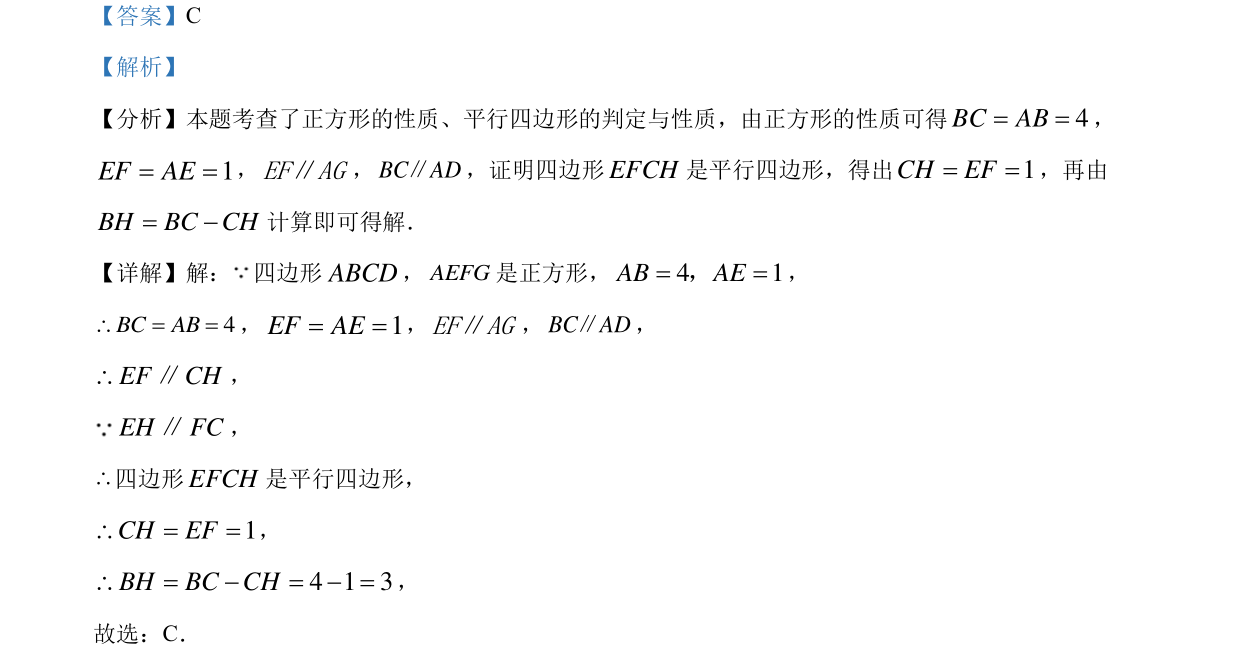 【答案】C
【解析】
【分析】本题考查了正方形的性质、平行四边形的判定与性质，由正方形的性质可得BC = AB = 4，
EF = AE = 1，EF∥AG，BC∥AD，证明四边形EFCH是平行四边形，得出CH = EF = 1，再由
BH = BC − CH 计算即可得解．
【详解】解：∵四边形ABCD，AEFG是正方形，AB = 4，AE = 1，
∴BC = AB = 4，EF = AE = 1，EF∥AG，BC∥AD，
∴EF∥CH，
∵EH∥FC，
∴四边形EFCH是平行四边形，
∴CH = EF = 1，
∴BH = BC − CH = 4 − 1 = 3，
故选：C．